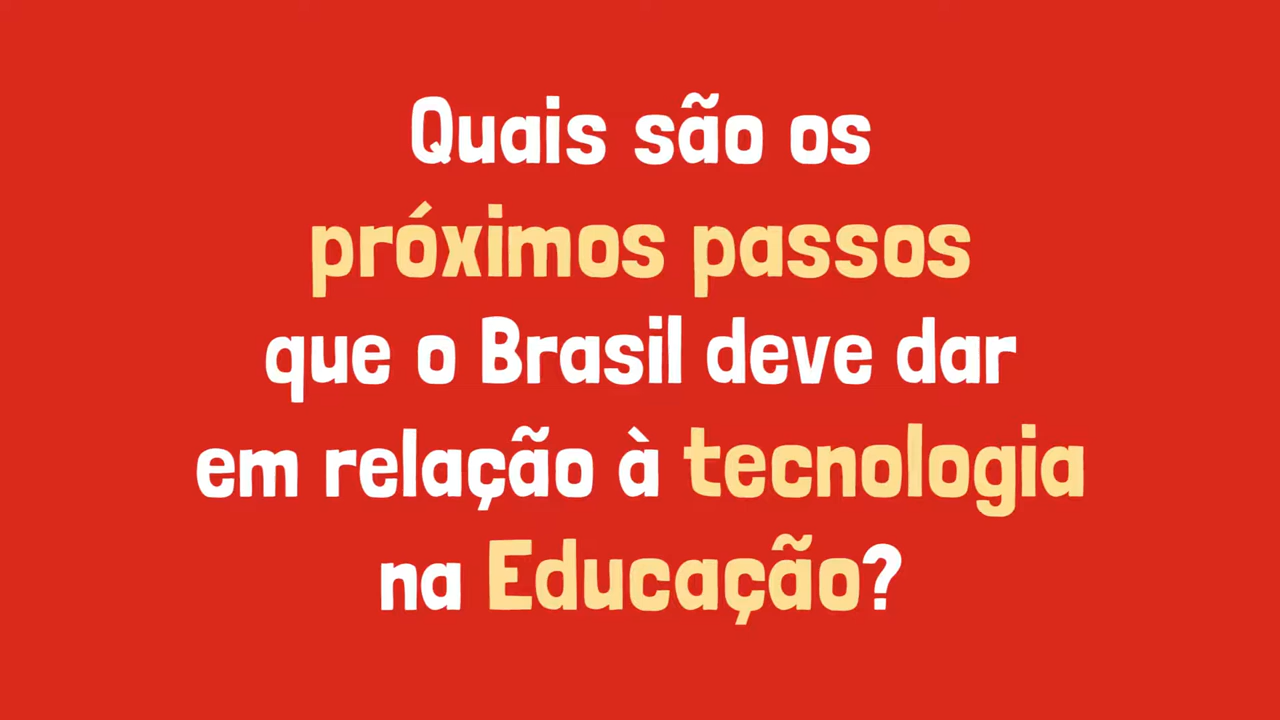 Quais são os
próximos passos
que o Brasil deve dar
em relação à tecnologia
na Educação?